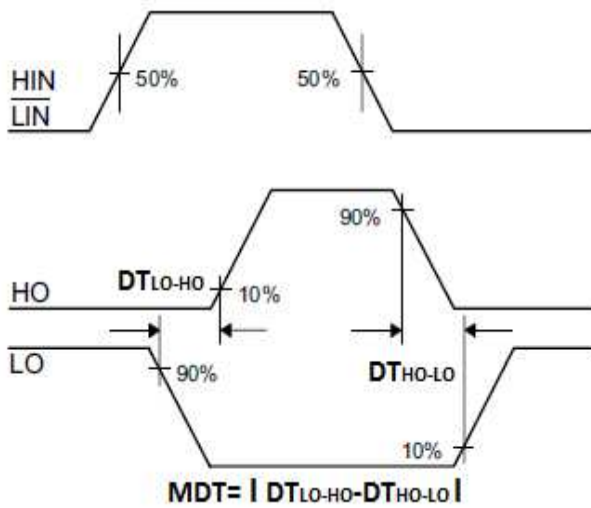 HIN
LIN
50%
50%
90%
DTLO-HO
10%
HO
LO
90%
DTHO-LO
10%
MDT= | DTLO-HO-DTHO-LO |